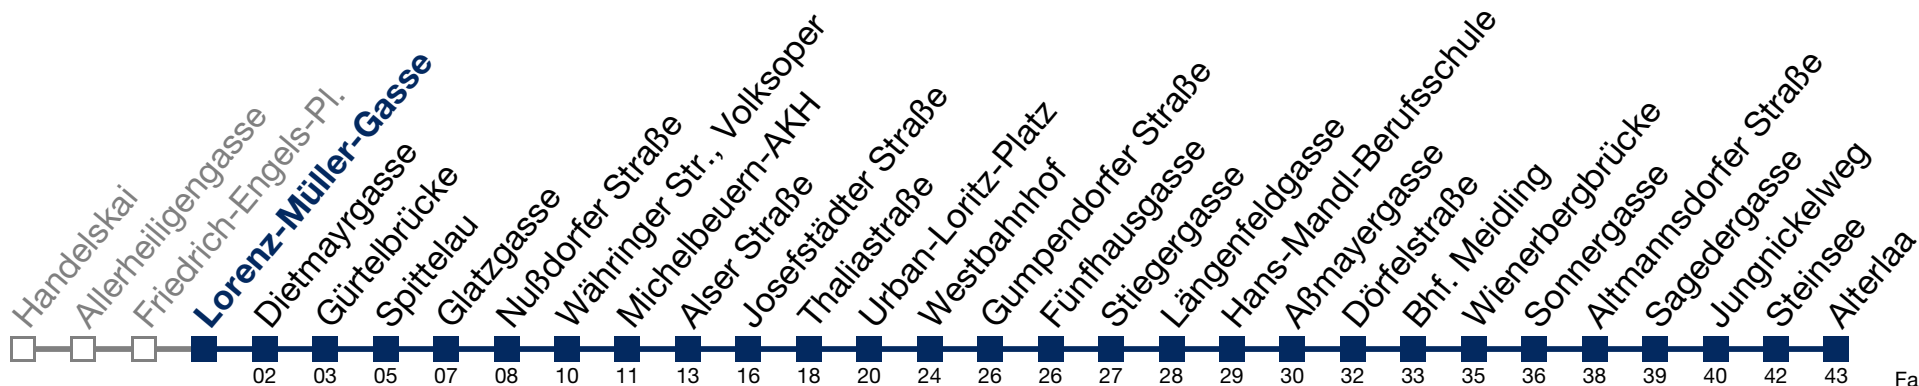 Handelskai
Allerheiligengasse
Friedrich-Engels-Pl.
Lorenz-Müller-Gasse
Dietmayrgasse
Gürtelbrücke
Spittelau
Glatzgasse
Nußdorfer Straße
Währinger Str., Volksoper
Michelbeuern-AKH
Alser Straße
Josefstädter Straße
Thaliastraße
Urban-Loritz-Platz
Westbahnhof
Gumpendorfer Straße
Fünfhausgasse
Stiegergasse
Längenfeldgasse
Hans-Mandl-Berufsschule
Aßmayergasse
Dörfelstraße
Bhf. Meidling
Wienerbergbrücke
Sonnergasse
Altmannsdorfer Straße
Sagedergasse
Jungnickelweg
Steinsee
Alterlaa
02 03 05 07 08 10 11 13 16 18 20 24 26 26 27 28 29 30 32 33 35 36 38 39 40 42 43 Fa